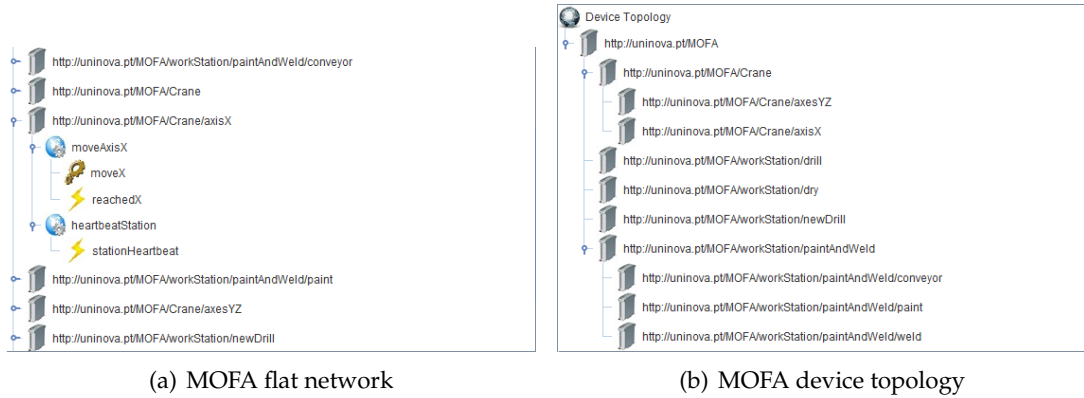 http://uninova.pt/MOFA/workStation/paintAndWeld/conveyor
http://uninova.pt/MOFA/Crane
http://uninova.pt/MOFA/Crane/axisX
moveAxisX
moveX
reachedX
heartbeatStation
stationHeartbeat
http://uninova.pt/MOFA/workStation/paintAndWeld/paint
http://uninova.pt/MOFA/Crane/axesYZ
http://uninova.pt/MOFA/workStation/newDrill
(a) MOFA flat network
Device Topology
http://uninova.pt/MOFA
http://uninova.pt/MOFA/Crane
http://uninova.pt/MOFA/Crane/axesYZ
http://uninova.pt/MOFA/Crane/axisX
http://uninova.pt/MOFA/workStation/drill
http://uninova.pt/MOFA/workStation/dry
http://uninova.pt/MOFA/workStation/newDrill
http://uninova.pt/MOFA/workStation/paintAndWeld
http://uninova.pt/MOFA/workStation/paintAndWeld/conveyor
http://uninova.pt/MOFA/workStation/paintAndWeld/paint
http://uninova.pt/MOFA/workStation/paintAndWeld/weld
(b) MOFA device topology